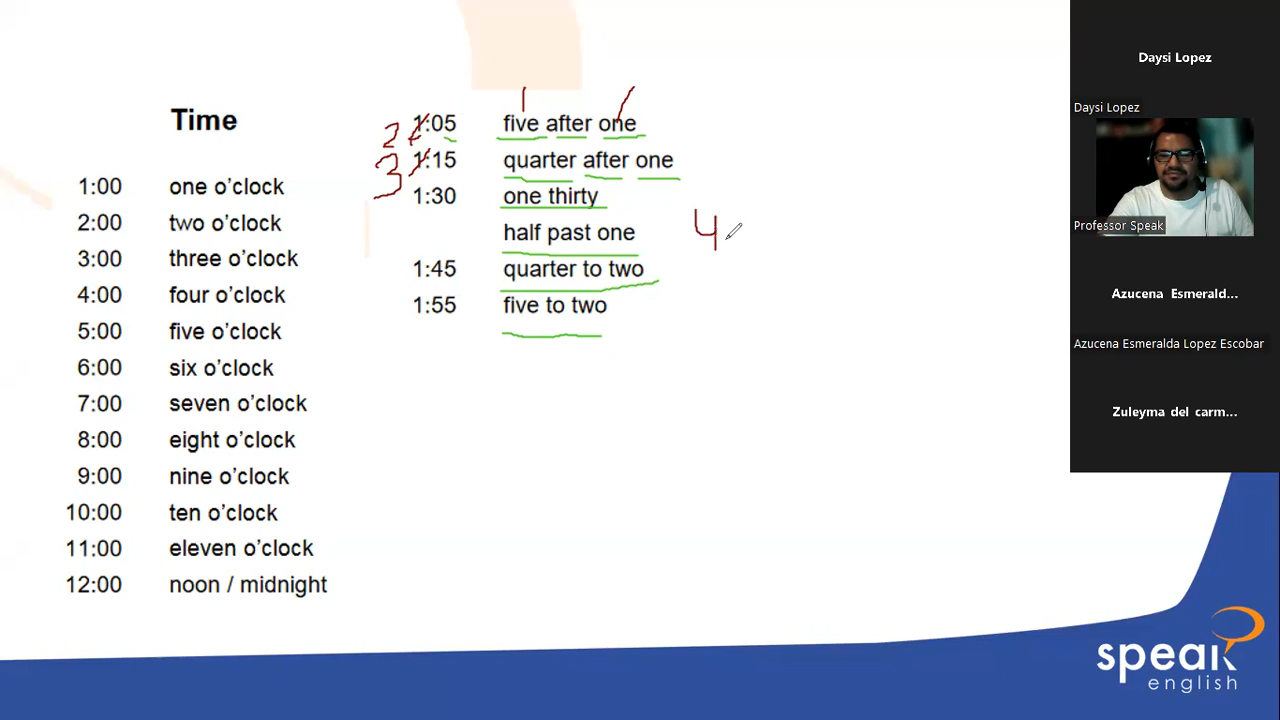 Time
1:00 one o'clock
2:00 two o'clock
3:00 three o'clock
4:00 four o'clock
5:00 five o'clock
6:00 six o'clock
7:00 seven o'clock
8:00 eight o'clock
9:00 nine o'clock
10:00 ten o'clock
11:00 eleven o'clock
12:00 noon / midnight
2 1:05 five after one
3 1:15 quarter after one
1:30 one thirty
half past one
4
1:45 quarter to two
1:55 five to two
Daysi Lopez
Daysi Lopez
Professor Speak
Azucena Esmerald...
Azucena Esmeralda Lopez Escobar
Zuleyma del carm...
speak
english